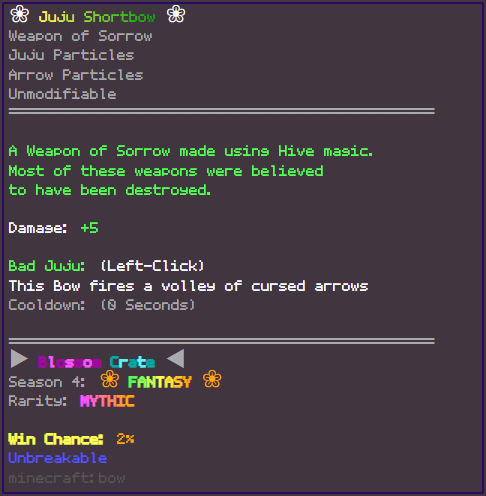 ❀ Juju Shortbow ❀
Weapon of Sorrow
Juju Particles
Arrow Particles
Unmodifiable
A Weapon of Sorrow made using Hive magic.
Most of these weapons were believed
to have been destroyed.
Damage: +5
Bad Juju: (Left-Click)
This Bow fires a volley of cursed arrows
Cooldown: (0 Seconds)
▶ Blossom Crate ◀
Season 4: ❀ FANTASY ❀
Rarity: MYTHIC
Win Chance: 2%
Unbreakable
minecraft:bow